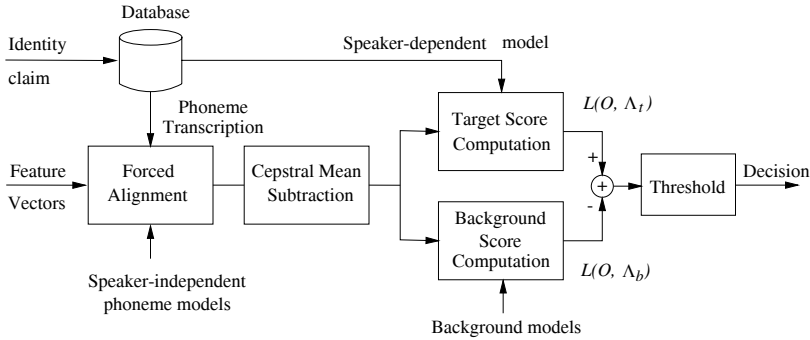 Database
Identity
claim
Speaker-dependent model
Phoneme
Transcription
L(O, Λt)
Target Score
Computation
Feature
Vectors
Forced
Alignment
Cepstral Mean
Subtraction
+
+
-
Threshold
Decision
Background
Score
Computation
L(O, Λb)
Speaker-independent
phoneme models
Background models